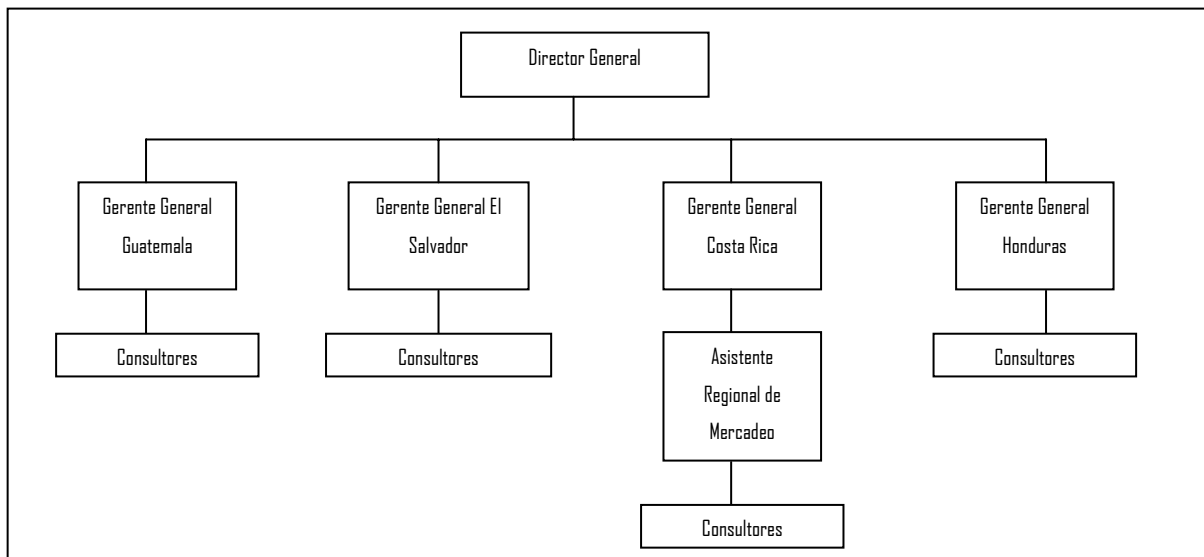 Director General
Gerente General
Guatemala
Gerente General El
Salvador
Gerente General
Costa Rica
Gerente General
Honduras
Consultores
Consultores
Asistente
Regional de
Mercadeo
Consultores
Consultores